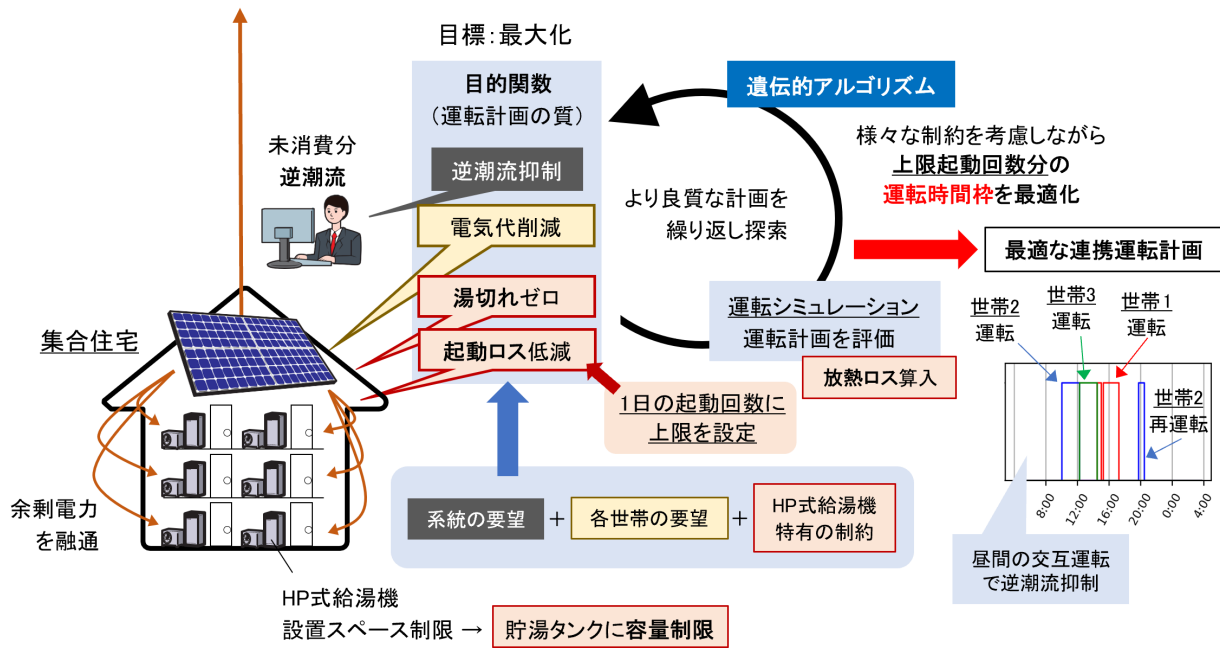 目標：最大化
目的関数
（運転計画の質）
逆潮流抑制
電気代削減
湯切れゼロ
起動ロス低減
未消費分
逆潮流
集合住宅
余剰電力
を融通
HP式給湯機
設置スペース制限 → 貯湯タンクに容量制限
1日の起動回数に
上限を設定
系統の要望 + 各世帯の要望 + HP式給湯機
特有の制約
遺伝的アルゴリズム
より良質な計画を
繰り返し探索
運転シミュレーション
運転計画を評価
放熱ロス算入
様々な制約を考慮しながら
上限起動回数分の
運転時間枠を最適化
最適な連携運転計画
世帯2
運転
世帯3
運転
世帯1
運転
世帯2
再運転
8:00
12:00
16:00
20:00
0:00
4:00
昼間の交互運転
で逆潮流抑制